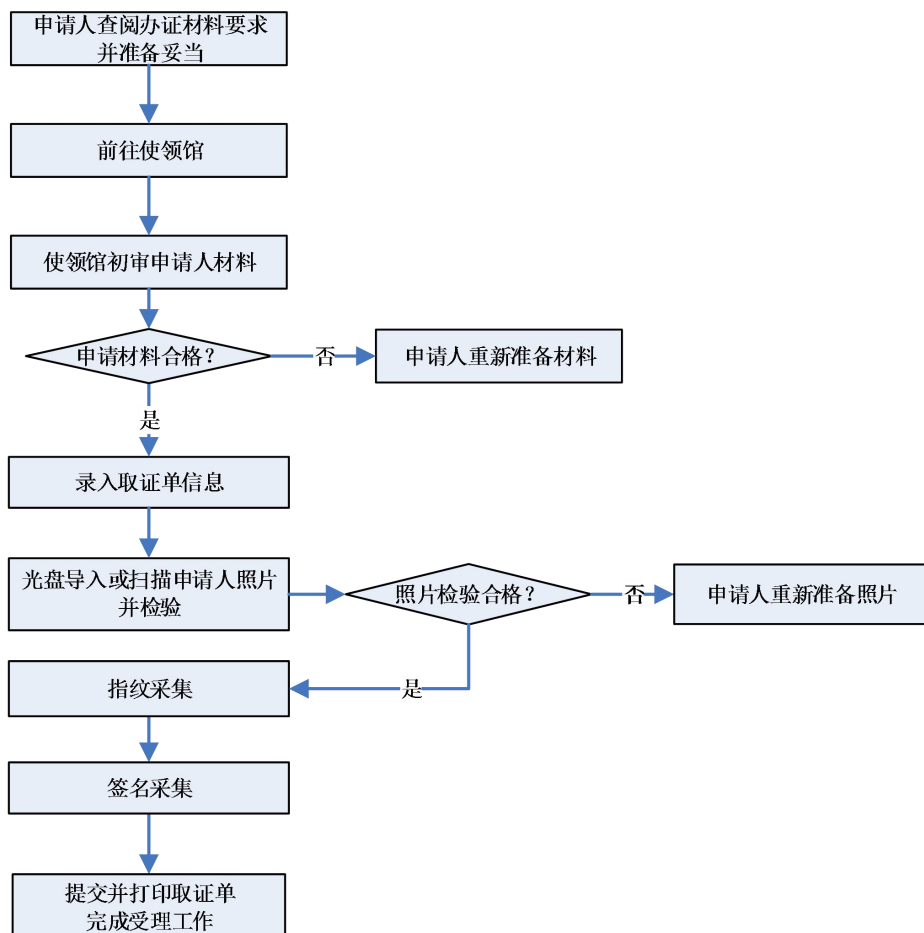 申请人查阅办证材料要求
并准备妥当
前往使领馆
使领馆初审申请人材料
申请材料合格？
否
申请人重新准备材料
是
录入取证单信息
光盘导入或扫描申请人照片
并检验
照片检验合格？
否
申请人重新准备照片
是
指纹采集
签名采集
提交并打印取证单
完成受理工作